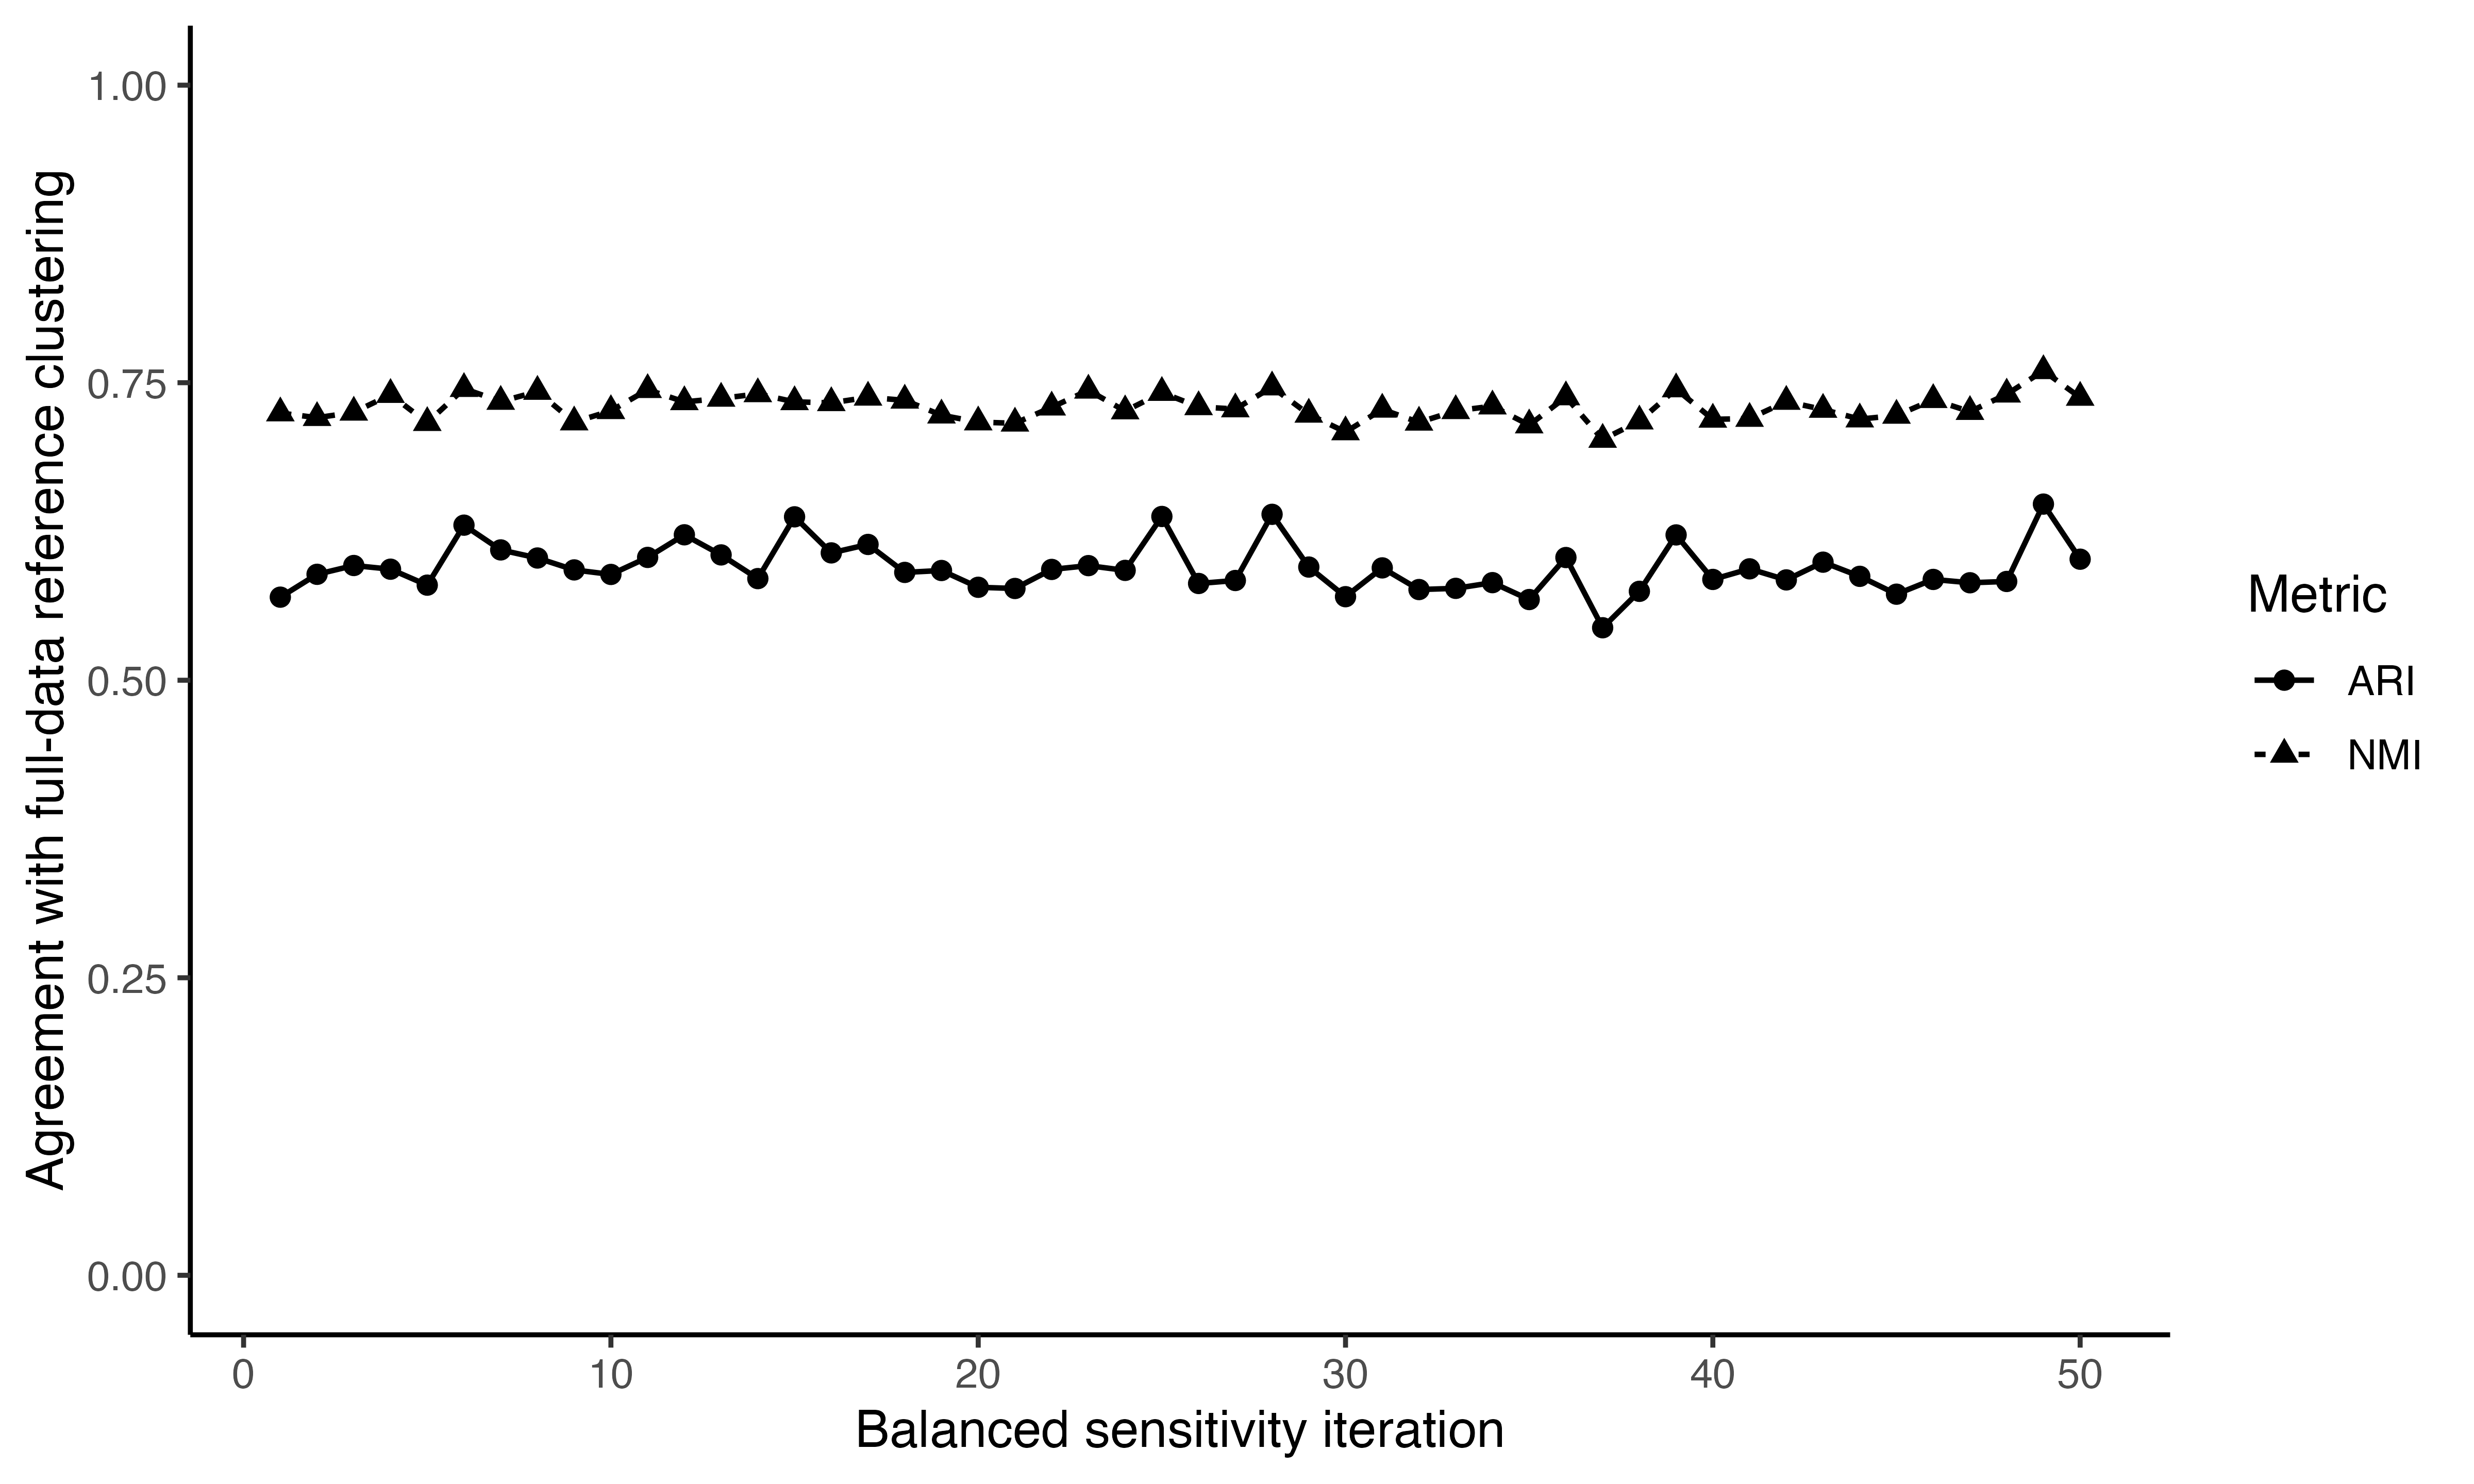 Agreement with full-data reference clustering
1.00
0.75
0.50
0.25
0.00
0 10 20 30 40 50
Balanced sensitivity iteration
Metric
ARI
NMI